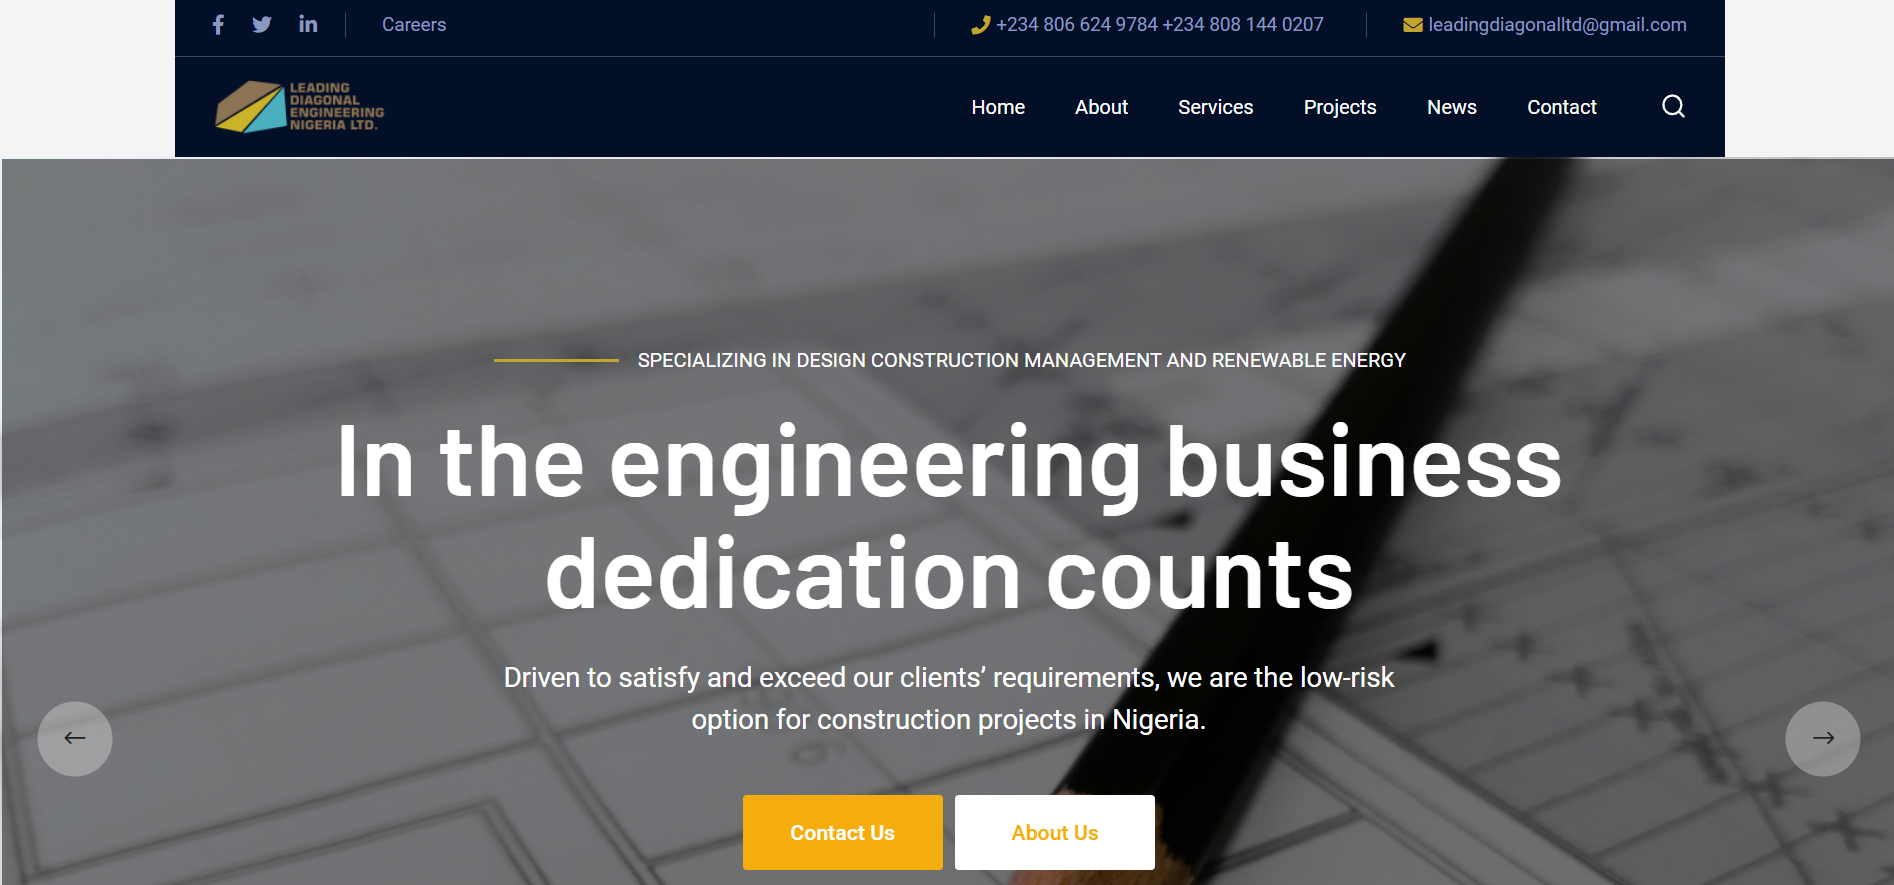 Careers
+234 806 624 9784 +234 808 144 0207
leadingdiagonalltd@gmail.com
LEADING
DIAGONAL
ENGINEERING
NIGERIA LTD.
Home About Services Projects News Contact
SPECIALIZING IN DESIGN CONSTRUCTION MANAGEMENT AND RENEWABLE ENERGY
In the engineering business
dedication counts
Driven to satisfy and exceed our clients’ requirements, we are the low-risk
option for construction projects in Nigeria.
Contact Us
About Us